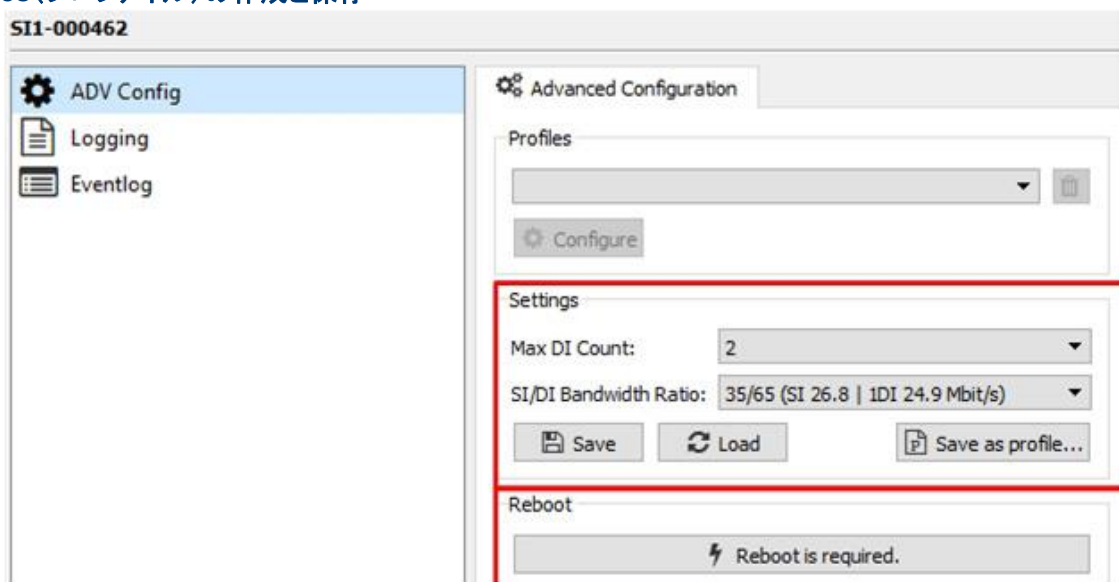 SI1-000462
ADV Config
Logging
Eventlog
Advanced Configuration
Profiles
Configure
Settings
Max DI Count: 2
SI/DI Bandwidth Ratio: 35/65 (SI 26.8 | 1DI 24.9 Mbit/s)
Save Load Save as profile...
Reboot
Reboot is required.